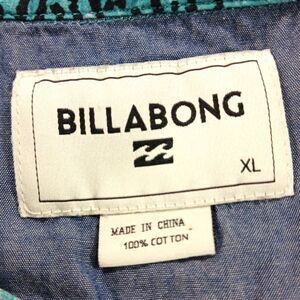 BILLABONG
XL
MADE IN CHINA
100% COTTON